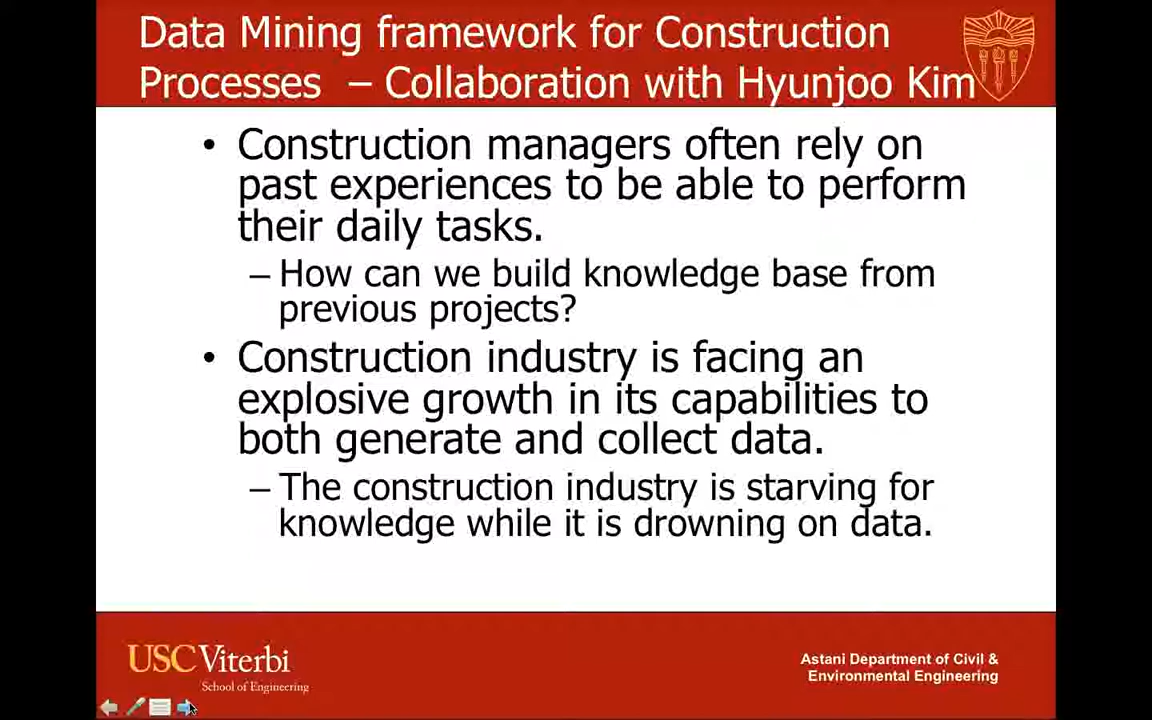 Data Mining framework for Construction
Processes – Collaboration with Hyunjoo Kim
• Construction managers often rely on
past experiences to be able to perform
their daily tasks.
– How can we build knowledge base from
previous projects?
• Construction industry is facing an
explosive growth in its capabilities to
both generate and collect data.
– The construction industry is starving for
knowledge while it is drowning on data.
USC Viterbi
School of Engineering
Astani Department of Civil &
Environmental Engineering